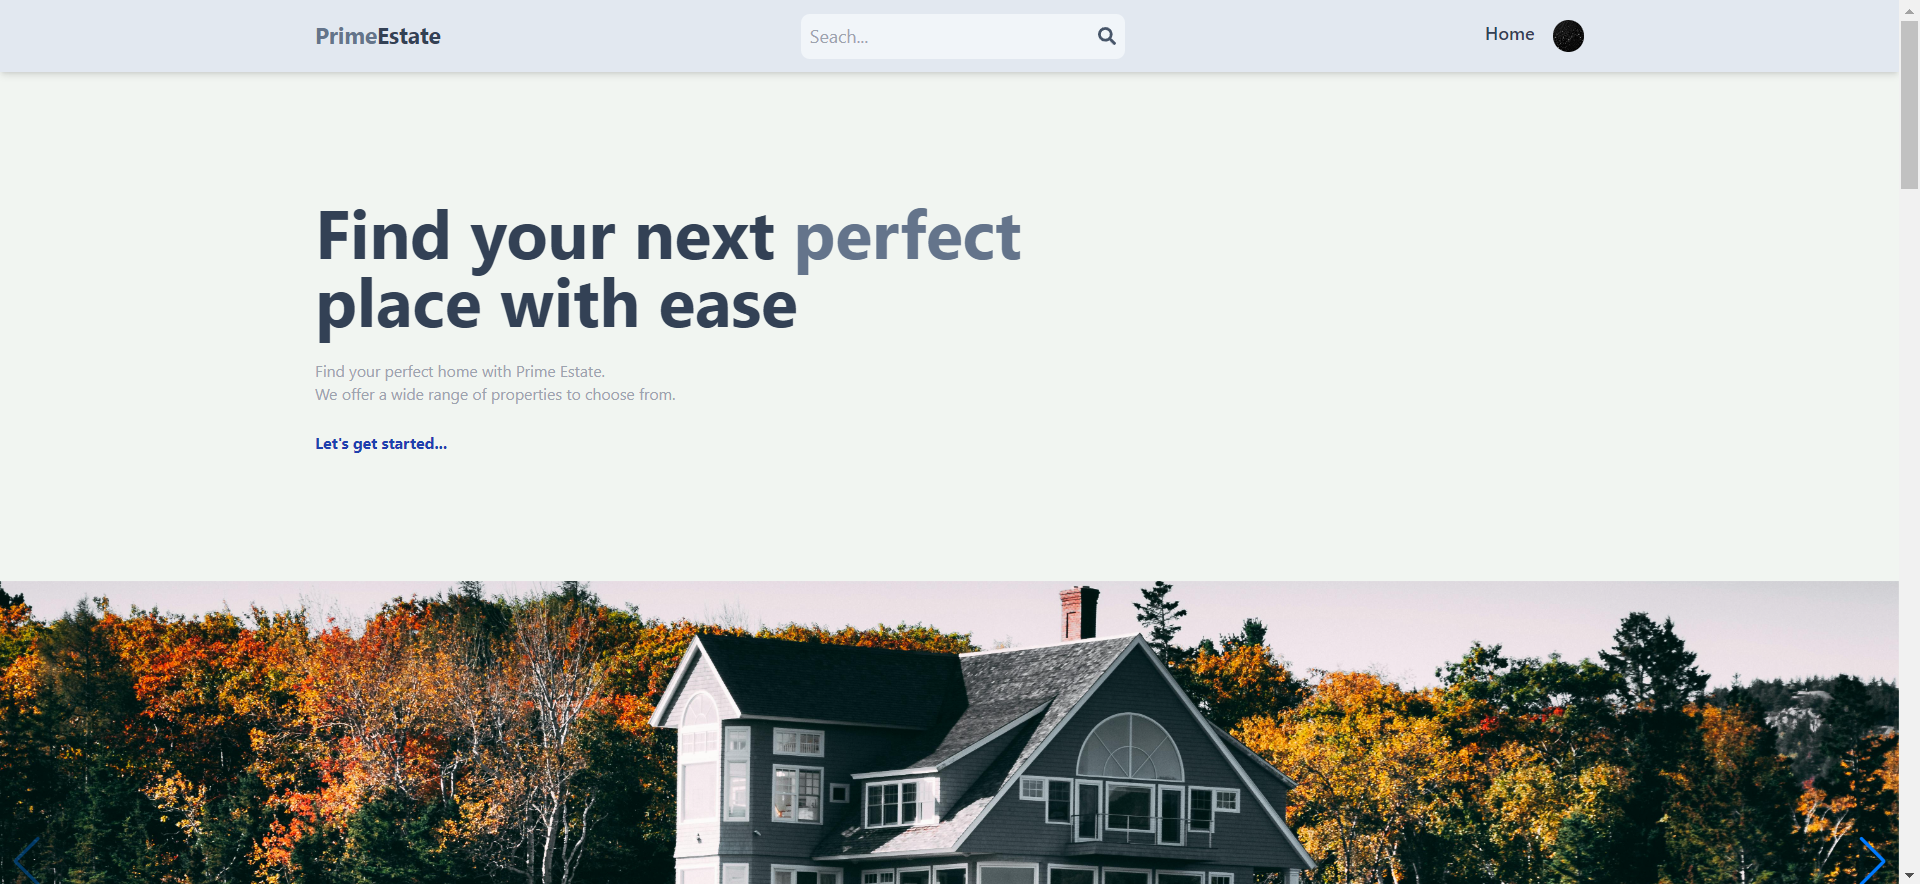 PrimeEstate
Seach...
Home
Find your next perfect
place with ease
Find your perfect home with Prime Estate.
We offer a wide range of properties to choose from.
Let's get started...